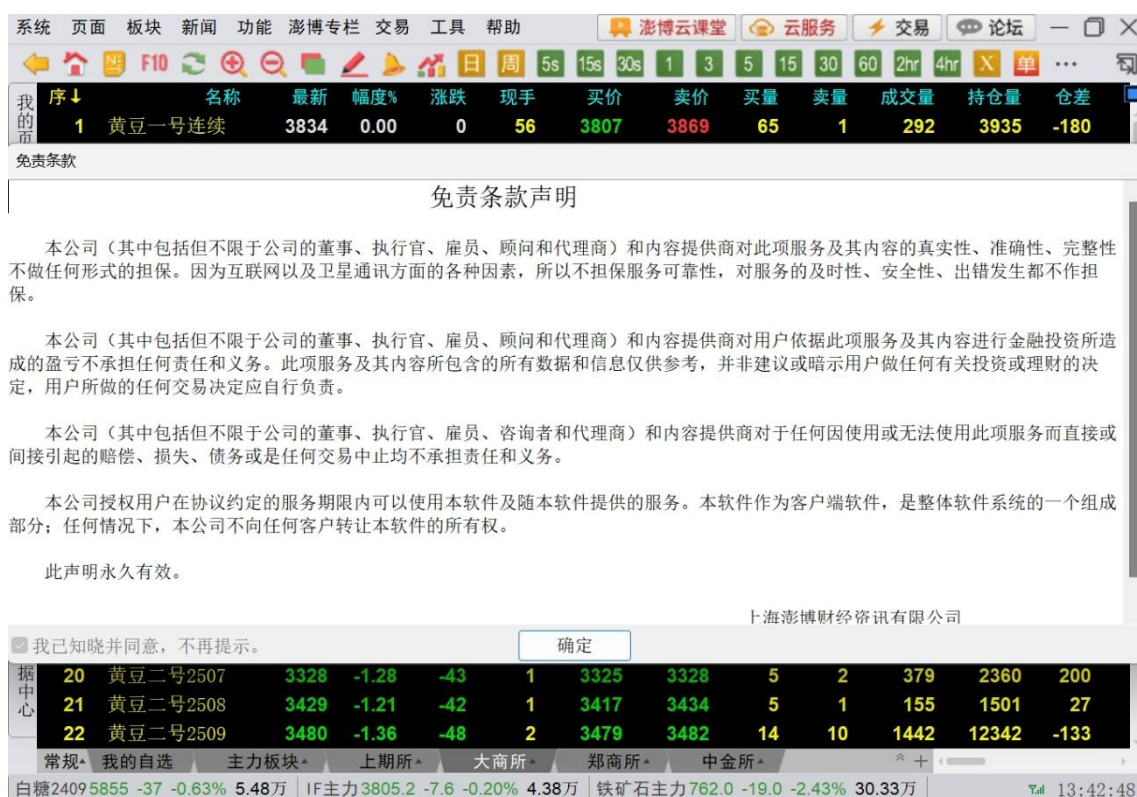 系统 页面 板块 新闻 功能 澎博专栏 交易 工具 帮助 澎博云课堂 云服务 交易 论坛
F10 日 周 5s 15s 30s 1 3 5 15 30 60 2hr 4hr X 单 ...
我的页
序↓ 名称 最新 幅度% 涨跌 现手 买价 卖价 买量 卖量 成交量 持仓量 仓差
1 黄豆一号连续 3834 0.00 0 56 3807 3869 65 1 292 3935 -180
免责条款
免责条款声明
本公司（其中包括但不限于公司的董事、执行官、雇员、顾问和代理商）和内容提供商对此项服务及其内容的真实性、准确性、完整性
不做任何形式的担保。因为互联网以及卫星通讯方面的各种因素，所以不担保服务可靠性，对服务的及时性、安全性、出错发生都不作担
保。
本公司（其中包括但不限于公司的董事、执行官、雇员、顾问和代理商）和内容提供商对用户依据此项服务及其内容进行金融投资所造
成的盈亏不承担任何责任和义务。此项服务及其内容所包含的所有数据和信息仅供参考，并非建议或暗示用户做任何有关投资或理财的决
定，用户所做的任何交易决定应自行负责。
本公司（其中包括但不限于公司的董事、执行官、雇员、咨询者和代理商）和内容提供商对于任何因使用或无法使用此项服务而直接或
间接引起的赔偿、损失、债务或是任何交易中止均不承担责任和义务。
本公司授权用户在协议约定的服务期限内可以使用本软件及随本软件提供的服务。本软件作为客户端软件，是整体软件系统的一个组成
部分；任何情况下，本公司不向任何客户转让本软件的所有权。
此声明永久有效。
上海澎博财经资讯有限公司
我已知晓并同意，不再提示。 确定
据中心
20 黄豆二号2507 3328 -1.28 -43 1 3325 3328 5 2 379 2360 200
21 黄豆二号2508 3429 -1.21 -42 1 3417 3434 5 1 155 1501 27
22 黄豆二号2509 3480 -1.36 -48 2 3479 3482 14 10 1442 12342 -133
常规 我的自选 主力板块 上期所 大商所 郑商所 中金所
白糖2409 5855 -37 -0.63% 5.48万 IF主力 3805.2 -7.6 -0.20% 4.38万 铁矿石主力 762.0 -19.0 -2.43% 30.33万 13:42:48